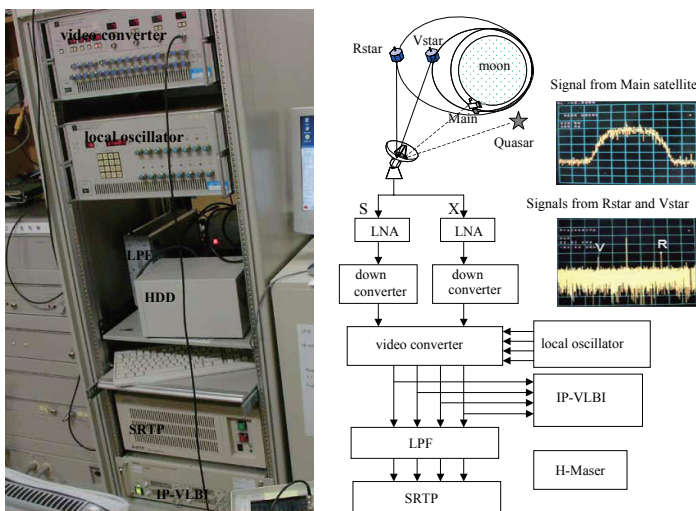 video converter
local oscillator
LPF
HDD
SRTP
IP-VLBI
Rstar
Vstar
moon
Main
Quasar
Signal from Main satellite
Signals from Rstar and Vstar
V
R
S
X
LNA
LNA
down
converter
down
converter
video converter
local oscillator
IP-VLBI
LPF
H-Maser
SRTP